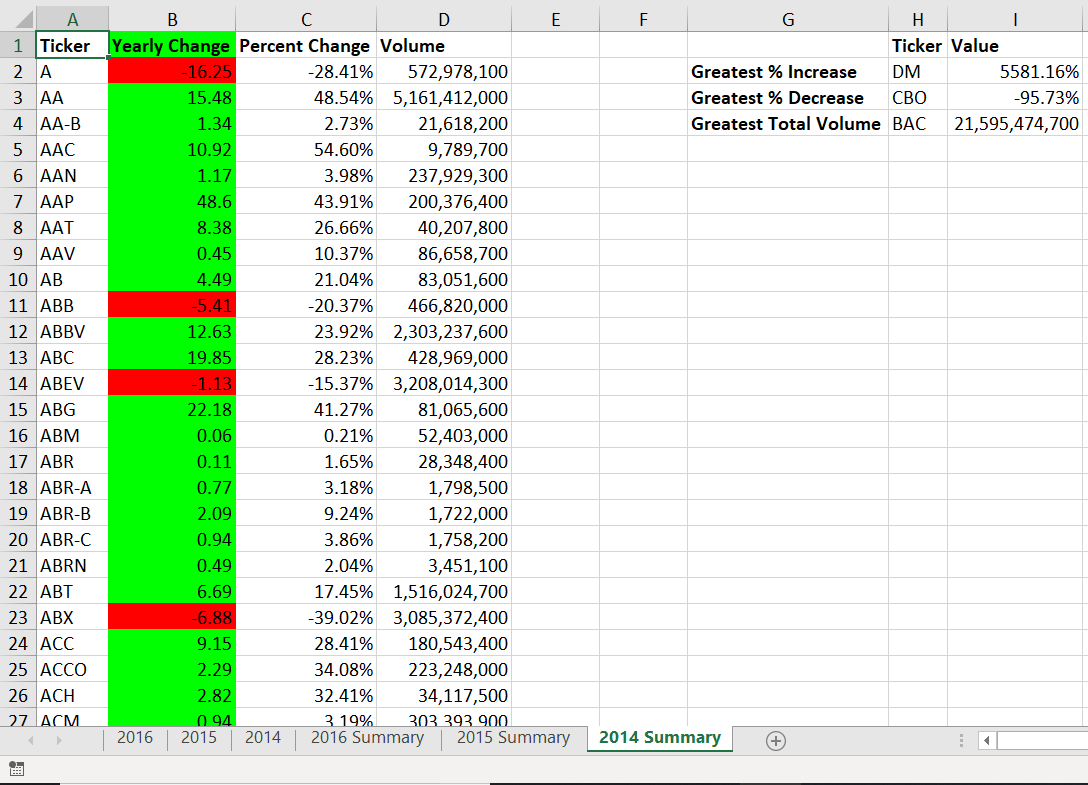 A B C D E F G H I
1 Ticker Yearly Change Percent Change Volume Ticker Value
2 A -16.25 -28.41% 572,978,100 Greatest % Increase DM 5581.16%
3 AA 15.48 48.54% 5,161,412,000 Greatest % Decrease CBO -95.73%
4 AA-B 1.34 2.73% 21,618,200 Greatest Total Volume BAC 21,595,474,700
5 AAC 10.92 54.60% 9,789,700
6 AAN 1.17 3.98% 237,929,300
7 AAP 48.6 43.91% 200,376,400
8 AAT 8.38 26.66% 40,207,800
9 AAV 0.45 10.37% 86,658,700
10 AB 4.49 21.04% 83,051,600
11 ABB -5.41 -20.37% 466,820,000
12 ABBV 12.63 23.92% 2,303,237,600
13 ABC 19.85 28.23% 428,969,000
14 ABEV -1.13 -15.37% 3,208,014,300
15 ABG 22.18 41.27% 81,065,600
16 ABM 0.06 0.21% 52,403,000
17 ABR 0.11 1.65% 28,348,400
18 ABR-A 0.77 3.18% 1,798,500
19 ABR-B 2.09 9.24% 1,722,000
20 ABR-C 0.94 3.86% 1,758,200
21 ABRN 0.49 2.04% 3,451,100
22 ABT 6.69 17.45% 1,516,024,700
23 ABX -6.88 -39.02% 3,085,372,400
24 ACC 9.15 28.41% 180,543,400
25 ACCO 2.29 34.08% 223,248,000
26 ACH 2.82 32.41% 34,117,500
27 ACM 0.94 3.19% 303,393,900
2016 2015 2014 2016 Summary 2015 Summary 2014 Summary